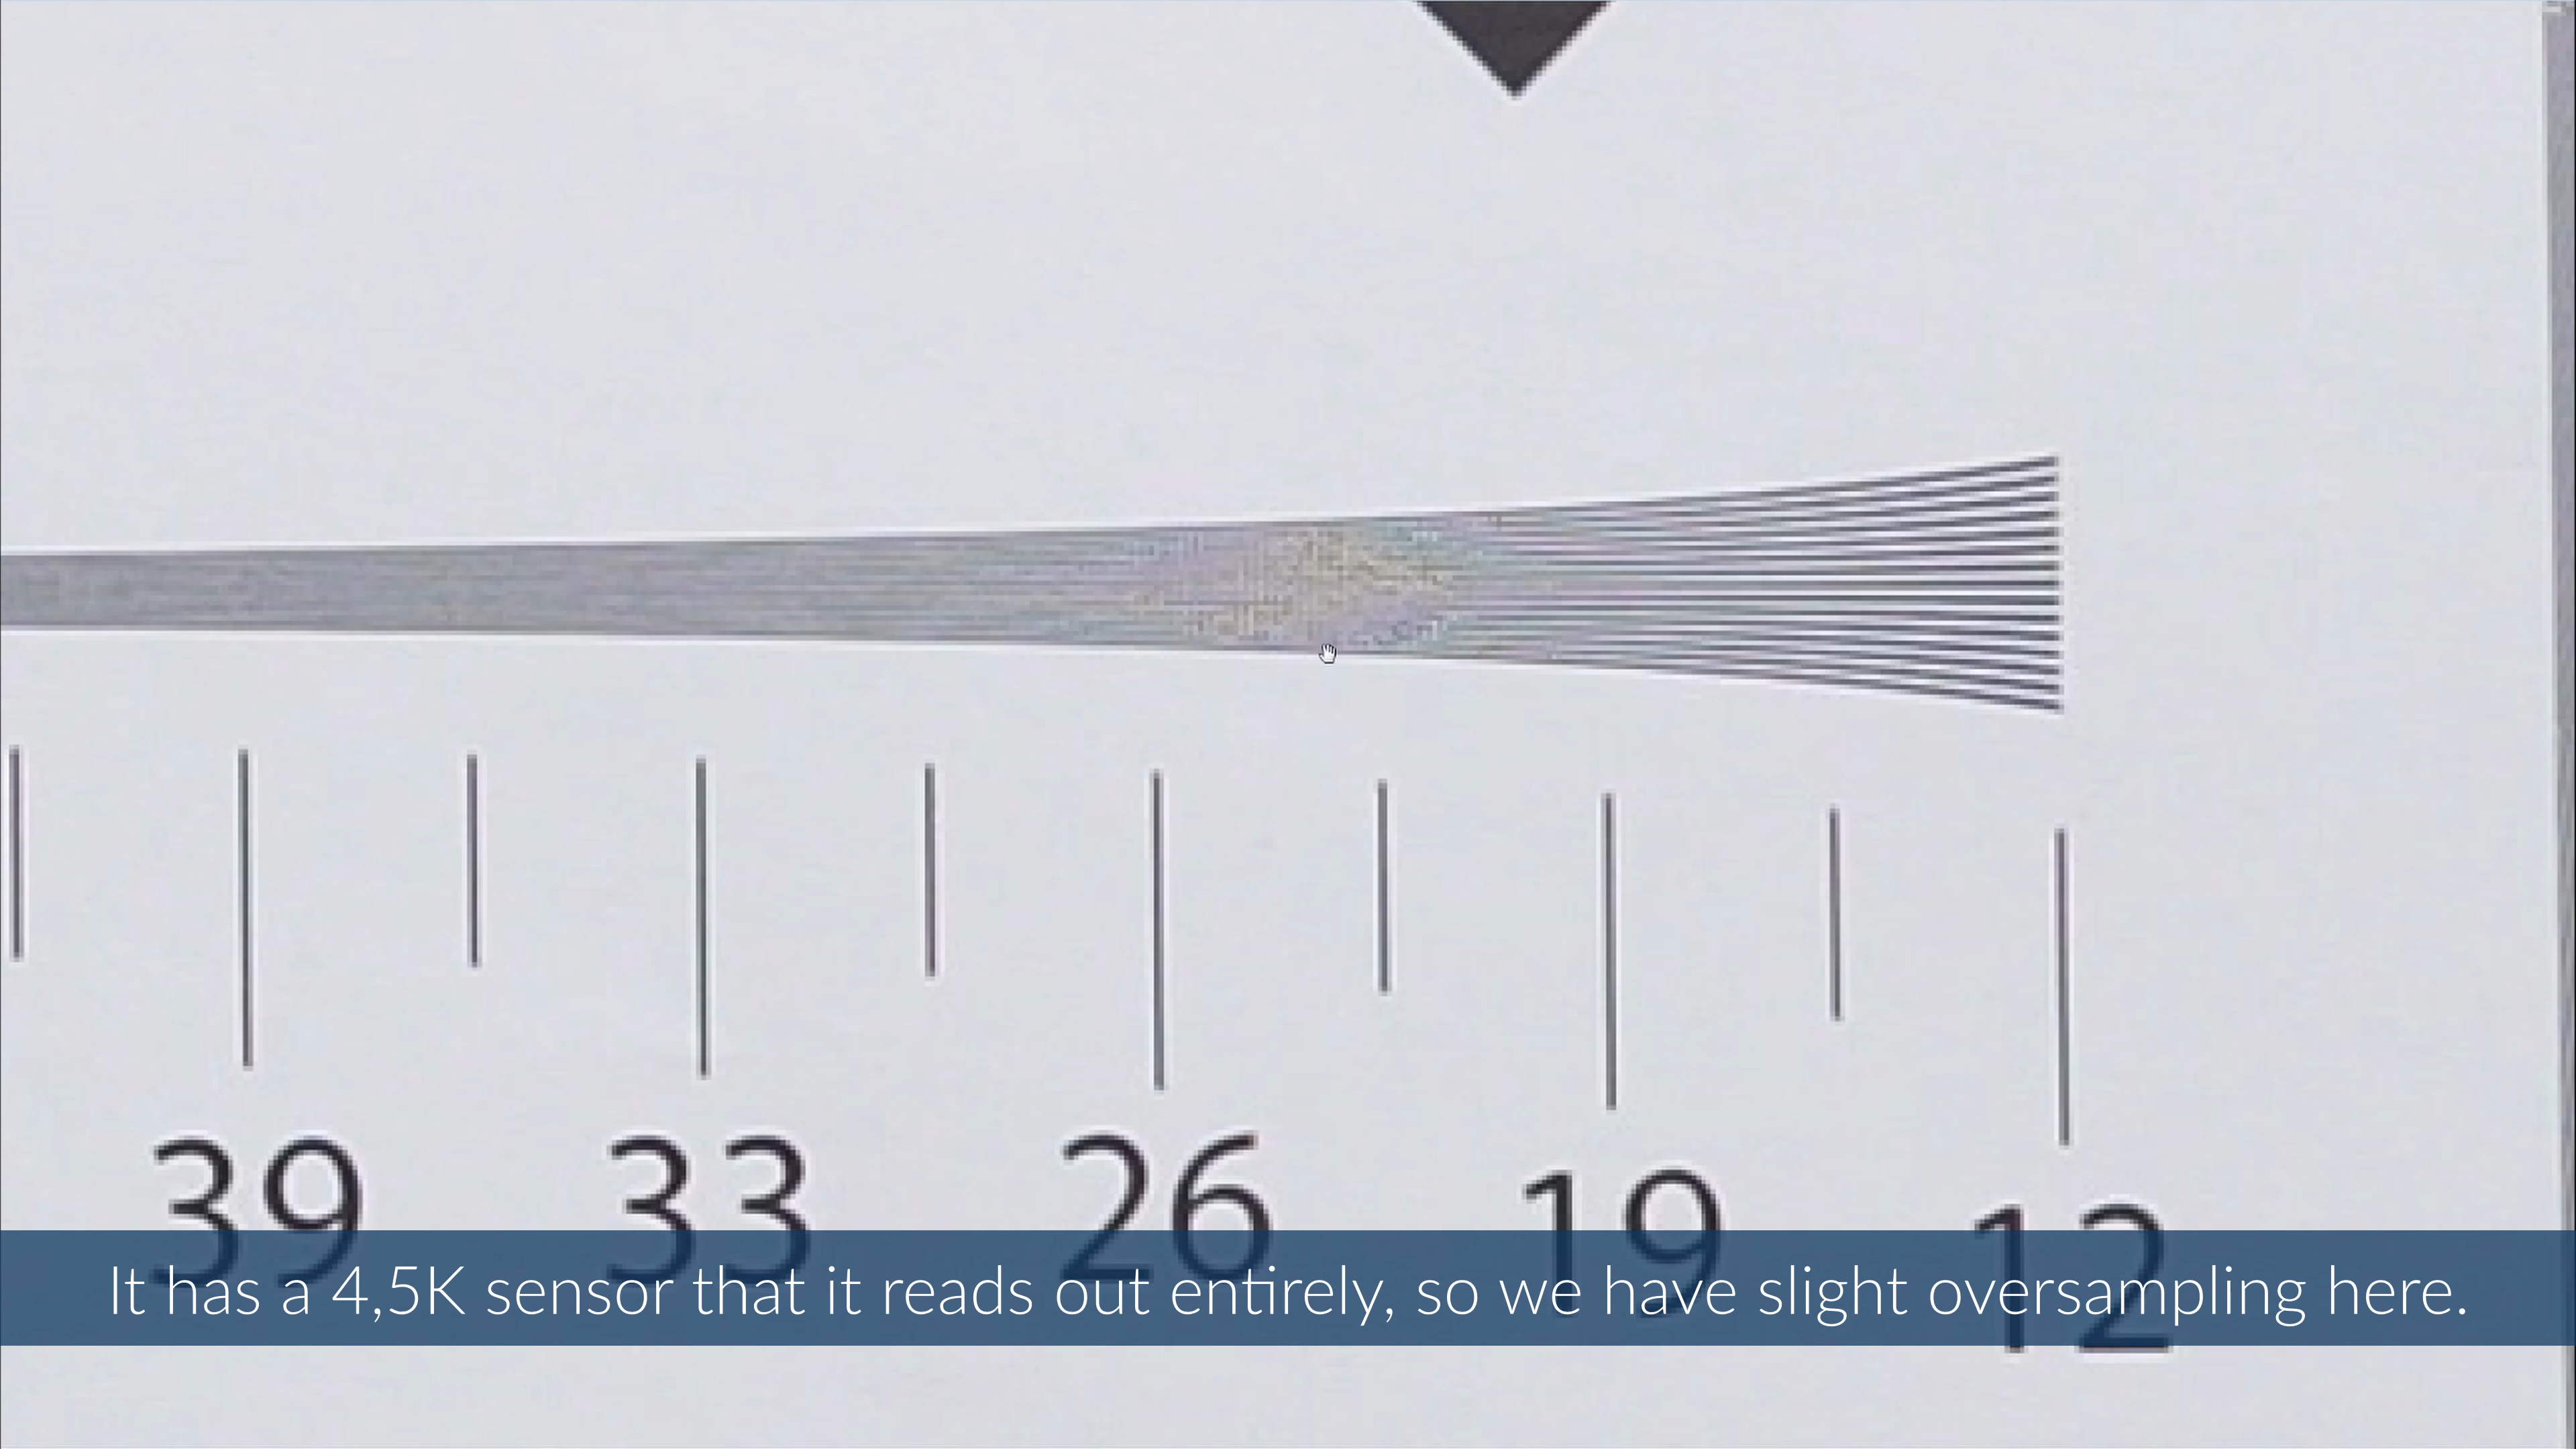 39 33 26 19 12
It has a 4,5K sensor that it reads out entirely, so we have slight oversampling here.